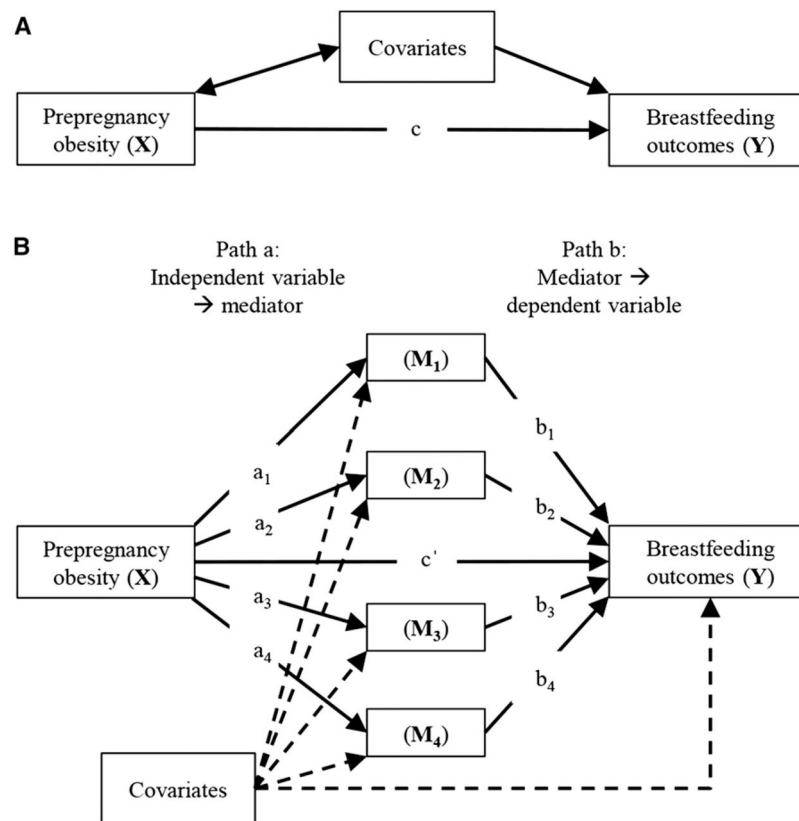 A
Covariates
Prepregnancy
obesity (X)
c
Breastfeeding
outcomes (Y)
B
Path a:
Independent variable
→ mediator
Path b:
Mediator →
dependent variable
(M₁)
b₁
a₁
(M₂)
a₂
b₂
Prepregnancy
obesity (X)
c'
Breastfeeding
outcomes (Y)
a₃
(M₃)
b₃
a₄
b₄
(M₄)
Covariates